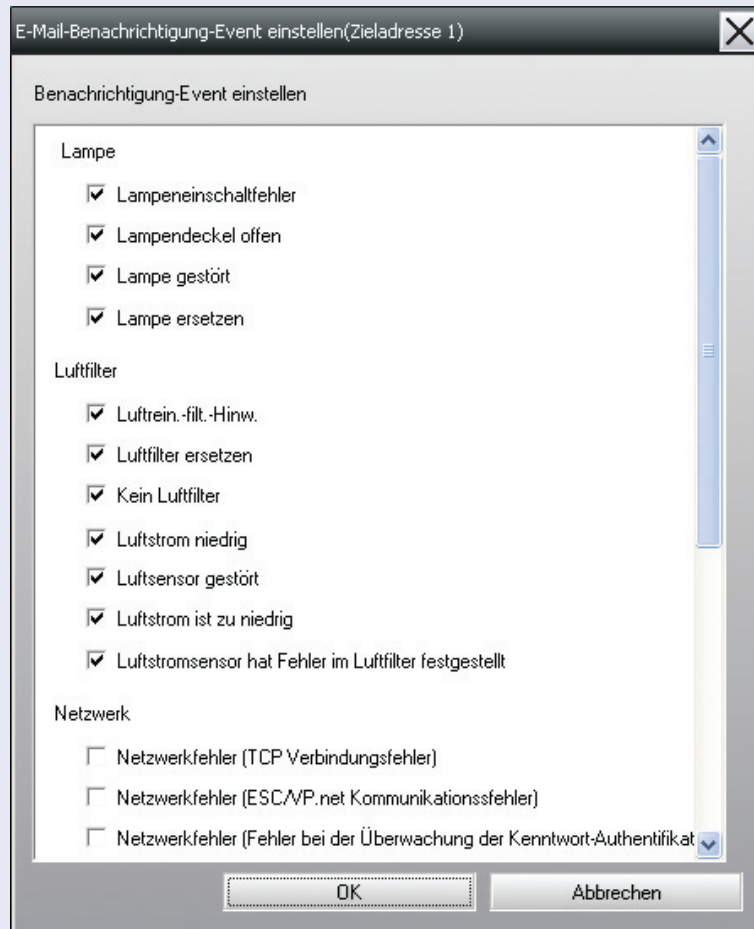 E-Mail-Benachrichtigung-Event einstellen(Zieladresse 1)
Benachrichtigung-Event einstellen
Lampe
Lampeneinschaltfehler
Lampendeckel offen
Lampe gestört
Lampe ersetzen
Luftfilter
Luftrein.-filt.-Hinw.
Luftfilter ersetzen
Kein Luftfilter
Luftstrom niedrig
Luftsensor gestört
Luftstrom ist zu niedrig
Luftstromsensor hat Fehler im Luftfilter festgestellt
Netzwerk
Netzwerkfehler (TCP Verbindungsfehler)
Netzwerkfehler (ESC/VP.net Kommunikationssfehler)
Netzwerkfehler (Fehler bei der Überwachung der Kenntwort-Authentifikat
OK Abbrechen